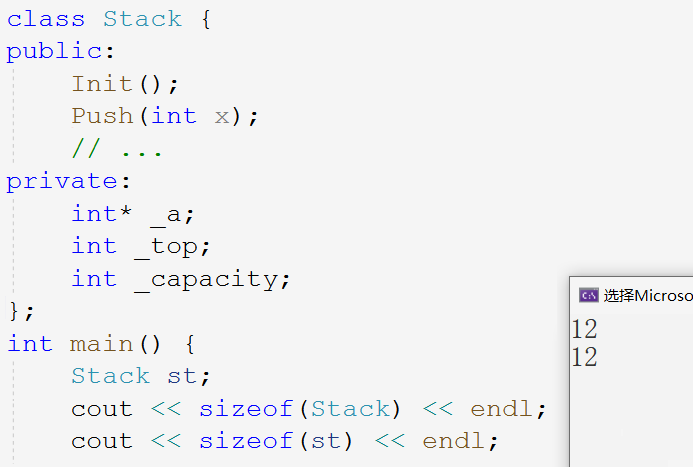 class Stack {
public:
    Init();
    Push(int x);
    // ...
private:
    int* _a;
    int _top;
    int _capacity;
};
int main() {
    Stack st;
    cout << sizeof(Stack) << endl;
    cout << sizeof(st) << endl;
选择Microso
12
12